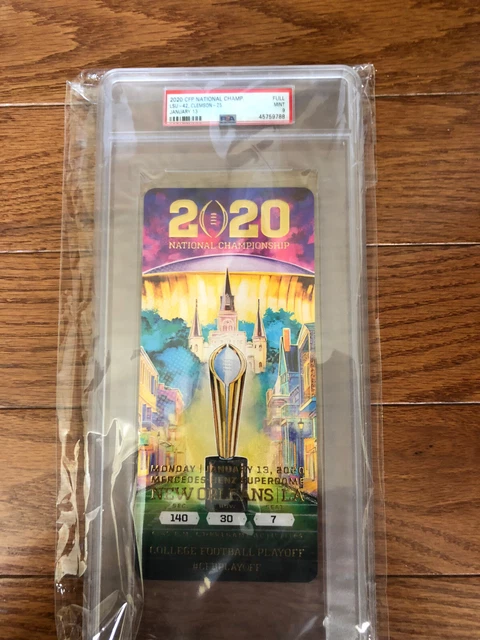 2020 CFP NATIONAL CHAMP. FULL
LSU - 42, CLEMSON - 25 MINT
JANUARY 13 9
PSA 45759788
2020
NATIONAL CHAMPIONSHIP
MONDAY | JANUARY 13, 2020
MERCEDES-BENZ SUPERDOME
NEW ORLEANS | LA
140 30 7
COLLEGE FOOTBALL PLAYOFF
#CFBPLAYOFF